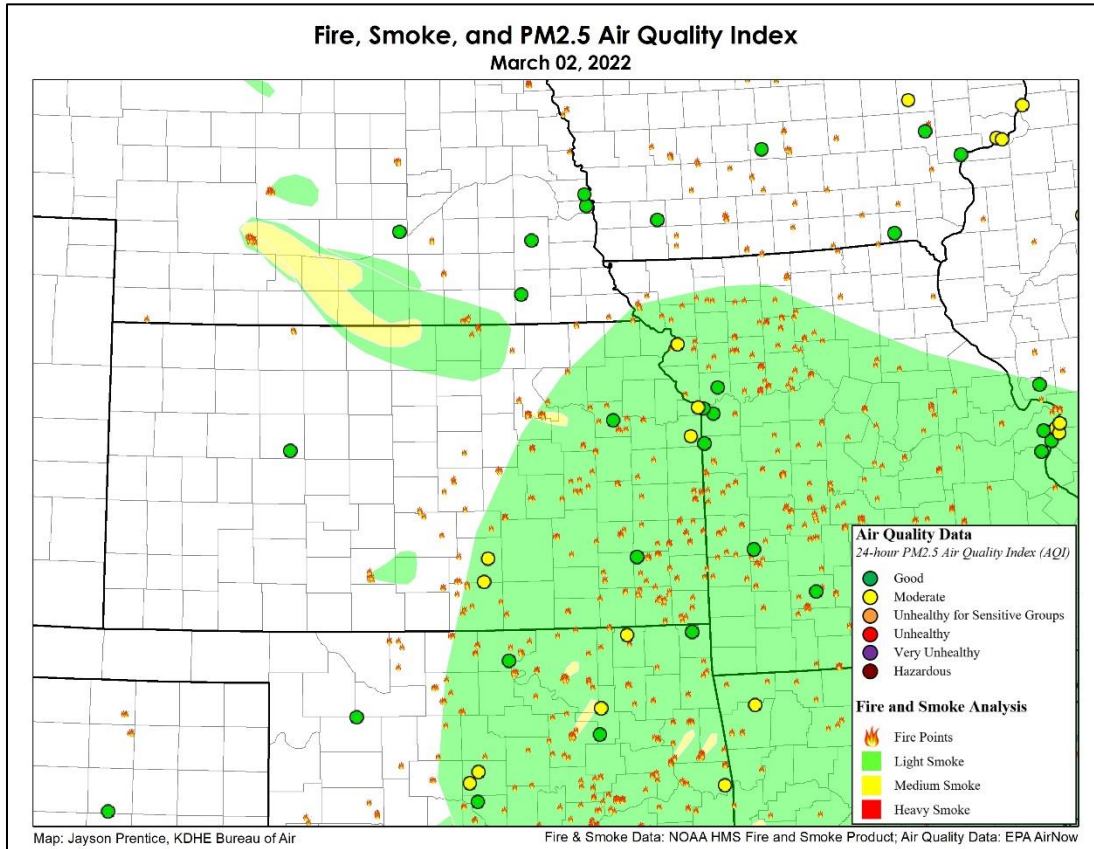 Fire, Smoke, and PM2.5 Air Quality Index
March 02, 2022
Air Quality Data
24-hour PM2.5 Air Quality Index (AQI)
Good
Moderate
Unhealthy for Sensitive Groups
Unhealthy
Very Unhealthy
Hazardous
Fire and Smoke Analysis
Fire Points
Light Smoke
Medium Smoke
Heavy Smoke
Map: Jayson Prentice, KDHE Bureau of Air
Fire & Smoke Data: NOAA HMS Fire and Smoke Product; Air Quality Data: EPA AirNow